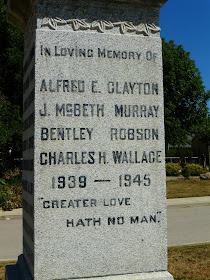 IN LOVING MEMORY OF
ALFRED E. CLAYTON
J. MCBETH MURRAY
BENTLEY ROBSON
CHARLES H. WALLACE
1939 — 1945
"GREATER LOVE
HATH NO MAN."